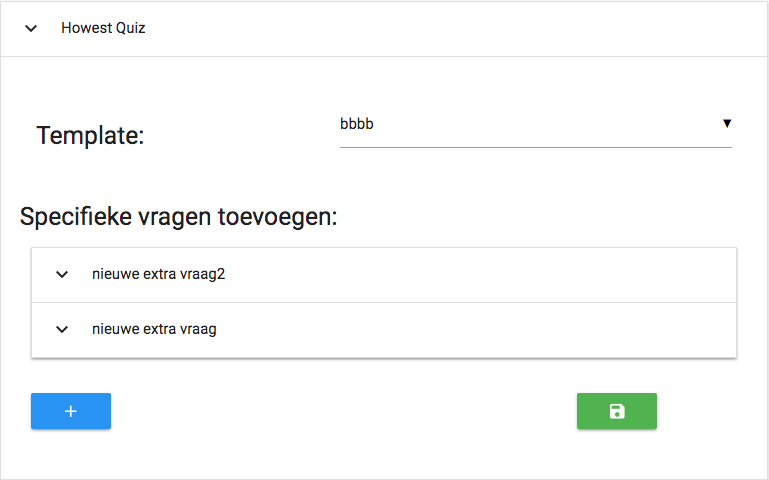 Howest Quiz
Template:
bbbb
Specifieke vragen toevoegen:
nieuwe extra vraag2
nieuwe extra vraag